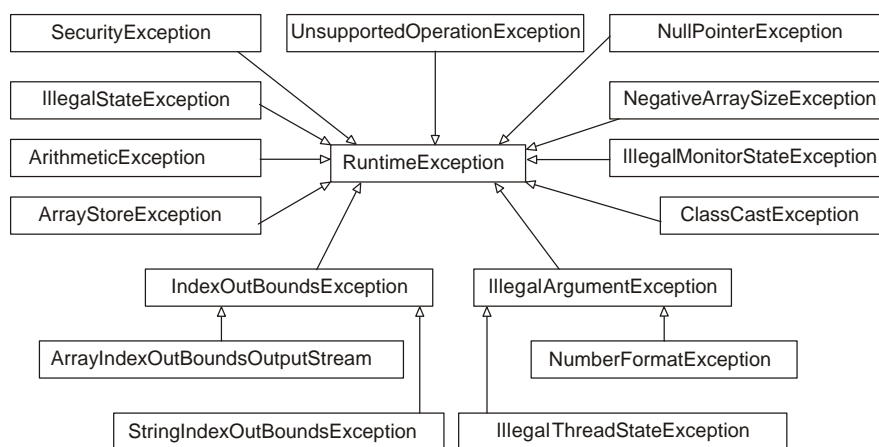 SecurityException
UnsupportedOperationException
NullPointerException
IllegalStateException
NegativeArraySizeException
ArithmeticException
RuntimeException
IllegalMonitorStateException
ArrayStoreException
ClassCastException
IndexOutBoundsException
IllegalArgumentException
ArrayIndexOutBoundsOutputStream
NumberFormatException
StringIndexOutBoundsException
IllegalThreadStateException